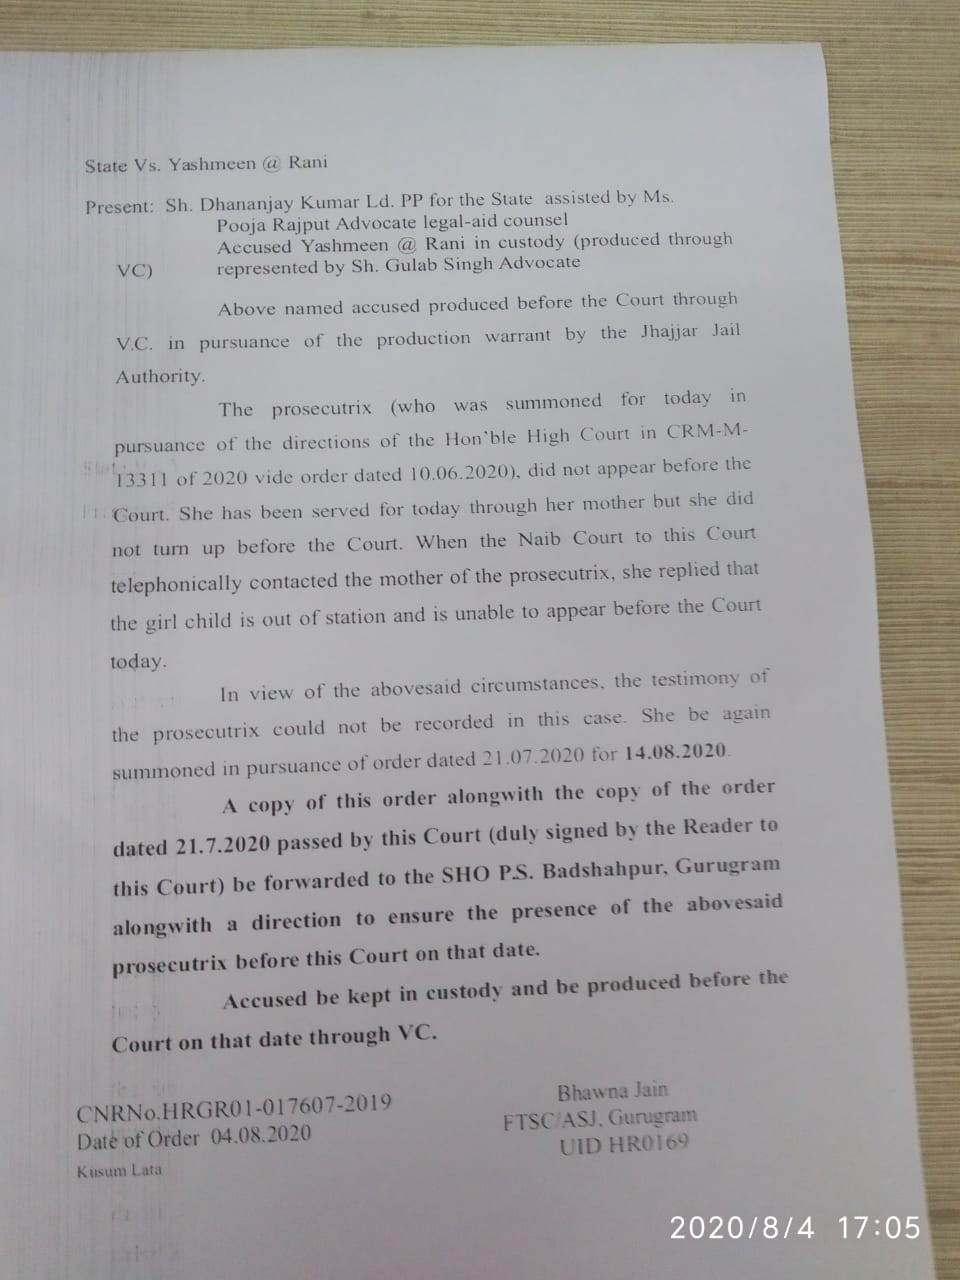 State Vs. Yashmeen @ Rani
Present: Sh. Dhananjay Kumar Ld. PP for the State assisted by Ms.
Pooja Rajput Advocate legal-aid counsel
Accused Yashmeen @ Rani in custody (produced through
VC) represented by Sh. Gulab Singh Advocate
Above named accused produced before the Court through
V.C. in pursuance of the production warrant by the Jhajjar Jail
Authority.
The prosecutrix (who was summoned for today in
pursuance of the directions of the Hon'ble High Court in CRM-M-
13311 of 2020 vide order dated 10.06.2020), did not appear before the
Court. She has been served for today through her mother but she did
not turn up before the Court. When the Naib Court to this Court
telephonically contacted the mother of the prosecutrix, she replied that
the girl child is out of station and is unable to appear before the Court
today.
In view of the abovesaid circumstances, the testimony of
the prosecutrix could not be recorded in this case. She be again
summoned in pursuance of order dated 21.07.2020 for 14.08.2020.
A copy of this order alongwith the copy of the order
dated 21.7.2020 passed by this Court (duly signed by the Reader to
this Court) be forwarded to the SHO P.S. Badshahpur, Gurugram
alongwith a direction to ensure the presence of the abovesaid
prosecutrix before this Court on that date.
Accused be kept in custody and be produced before the
Court on that date through VC.
CNRNo.HRGR01-017607-2019
Date of Order 04.08.2020
Kusum Lata
Bhawna Jain
FTSC/ASJ, Gurugram
UID HR0169
2020/8/4 17:05